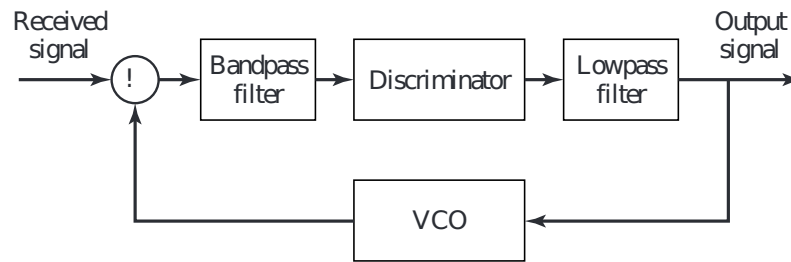 Received
signal
Output
signal
!
Bandpass
filter
Discriminator
Lowpass
filter
VCO